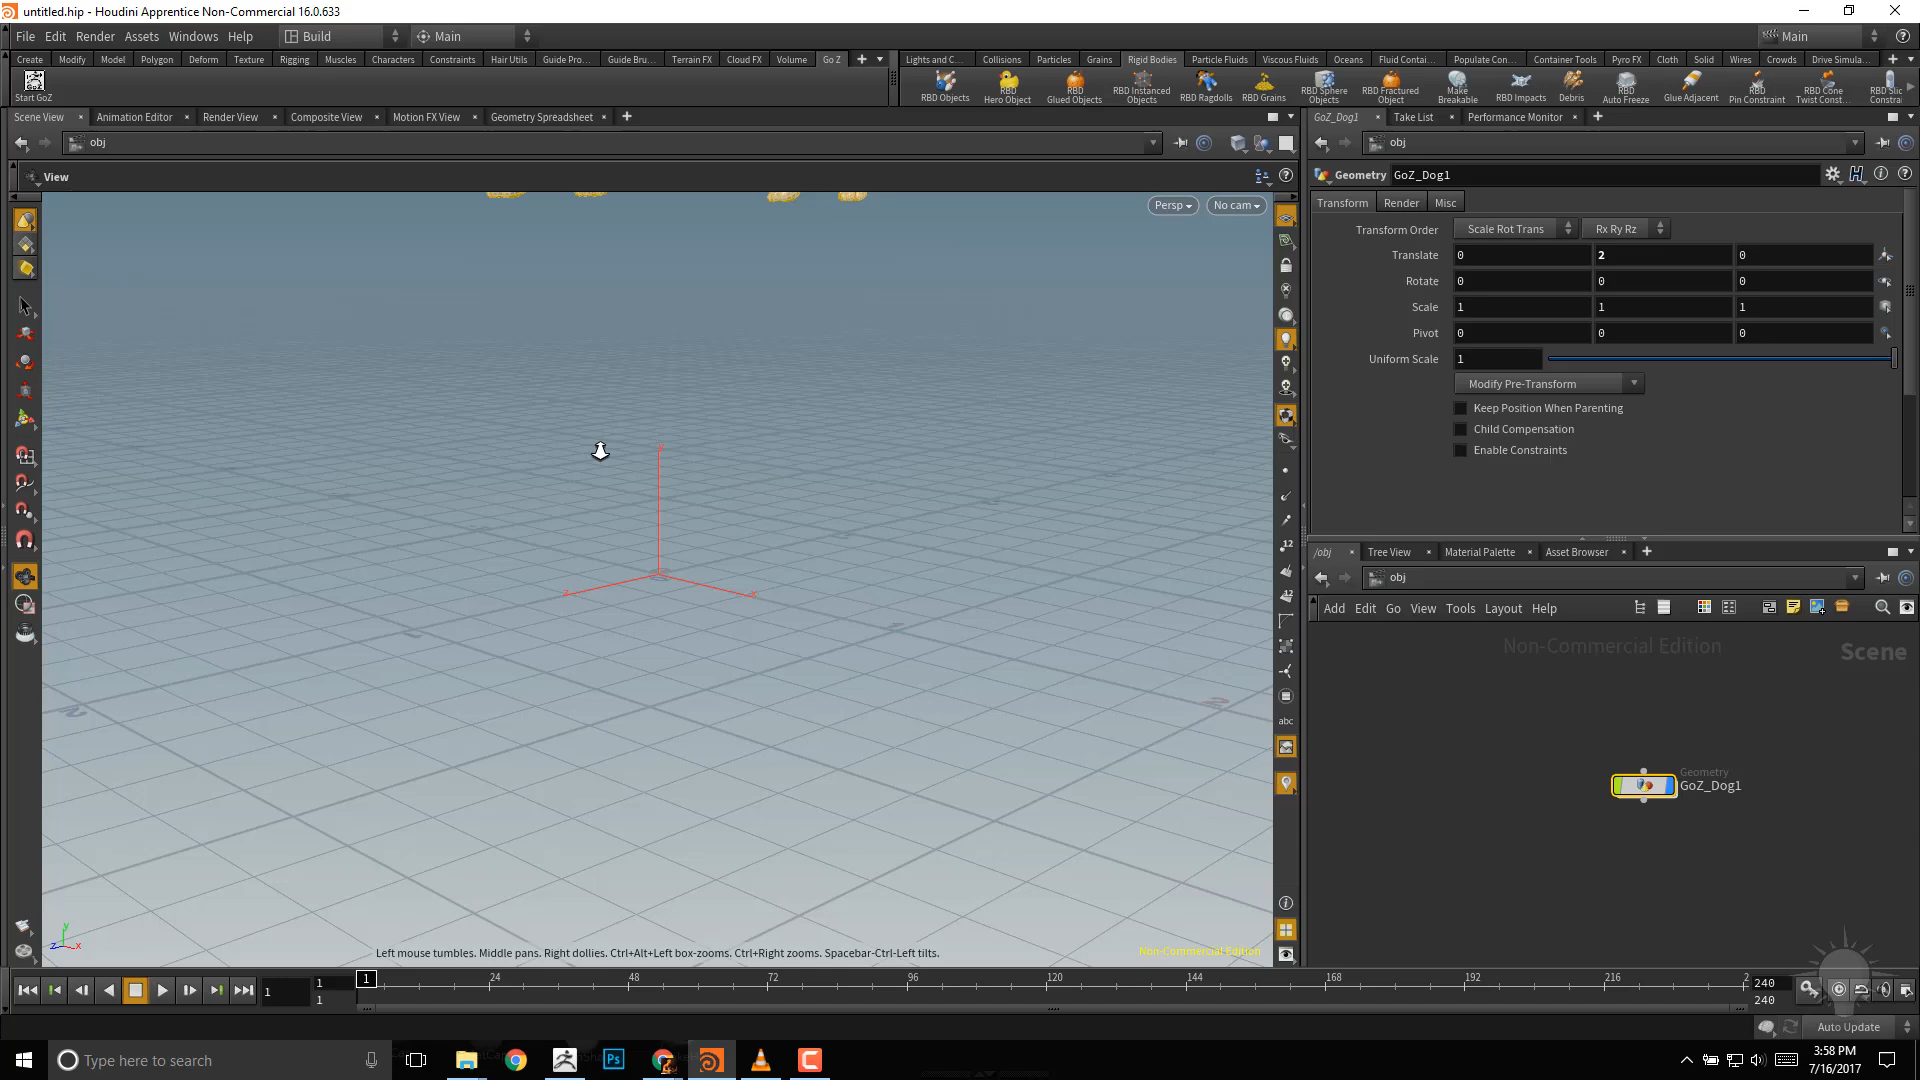 untitled.hip - Houdini Apprentice Non-Commercial 16.0.633
File Edit Render Assets Windows Help Build Main Main
Create Modify Model Polygon Deform Texture Rigging Muscles Characters Constraints Hair Utils Guide Pro... Guide Bru... Terrain FX Cloud FX Volume Go Z
Lights and C... Collisions Particles Grains Rigid Bodies Particle Fluids Viscous Fluids Oceans Fluid Contai... Populate Con... Container Tools Pyro FX Cloth Solid Wires Crowds Drive Simula...
Start GoZ
RBD Objects
RBD Hero Object
RBD Glued Objects
RBD Instanced Objects
RBD Ragdolls
RBD Grains
RBD Sphere Objects
RBD Fractured Object
Make Breakable
RBD Impacts
Debris
RBD Auto Freeze
Glue Adjacent
RBD Pin Constraint
RBD Cone Twist Const...
RBD Sli Constrai
Scene View Animation Editor Render View Composite View Motion FX View Geometry Spreadsheet
GoZ_Dog1 Take List Performance Monitor
obj
obj
View
Geometry GoZ_Dog1
Persp No cam
Transform Render Misc
Transform Order Scale Rot Trans Rx Ry Rz
Translate 0 2 0
Rotate 0 0 0
Scale 1 1 1
Pivot 0 0 0
Uniform Scale 1
Modify Pre-Transform
Keep Position When Parenting
Child Compensation
Enable Constraints
/obj Tree View Material Palette Asset Browser
obj
Add Edit Go View Tools Layout Help
Non-Commercial Edition
Scene
Geometry
GoZ_Dog1
12
12
abc
y
z x
z x
Left mouse tumbles. Middle pans. Right dollies. Ctrl+Alt+Left box-zooms. Ctrl+Right zooms. Spacebar-Ctrl-Left tilts.
Non-Commercial Edition
1 1 1 1 24 48 72 96 120 144 168 192 216 2 240
240
Auto Update
Type here to search
Ps
3:58 PM
7/16/2017